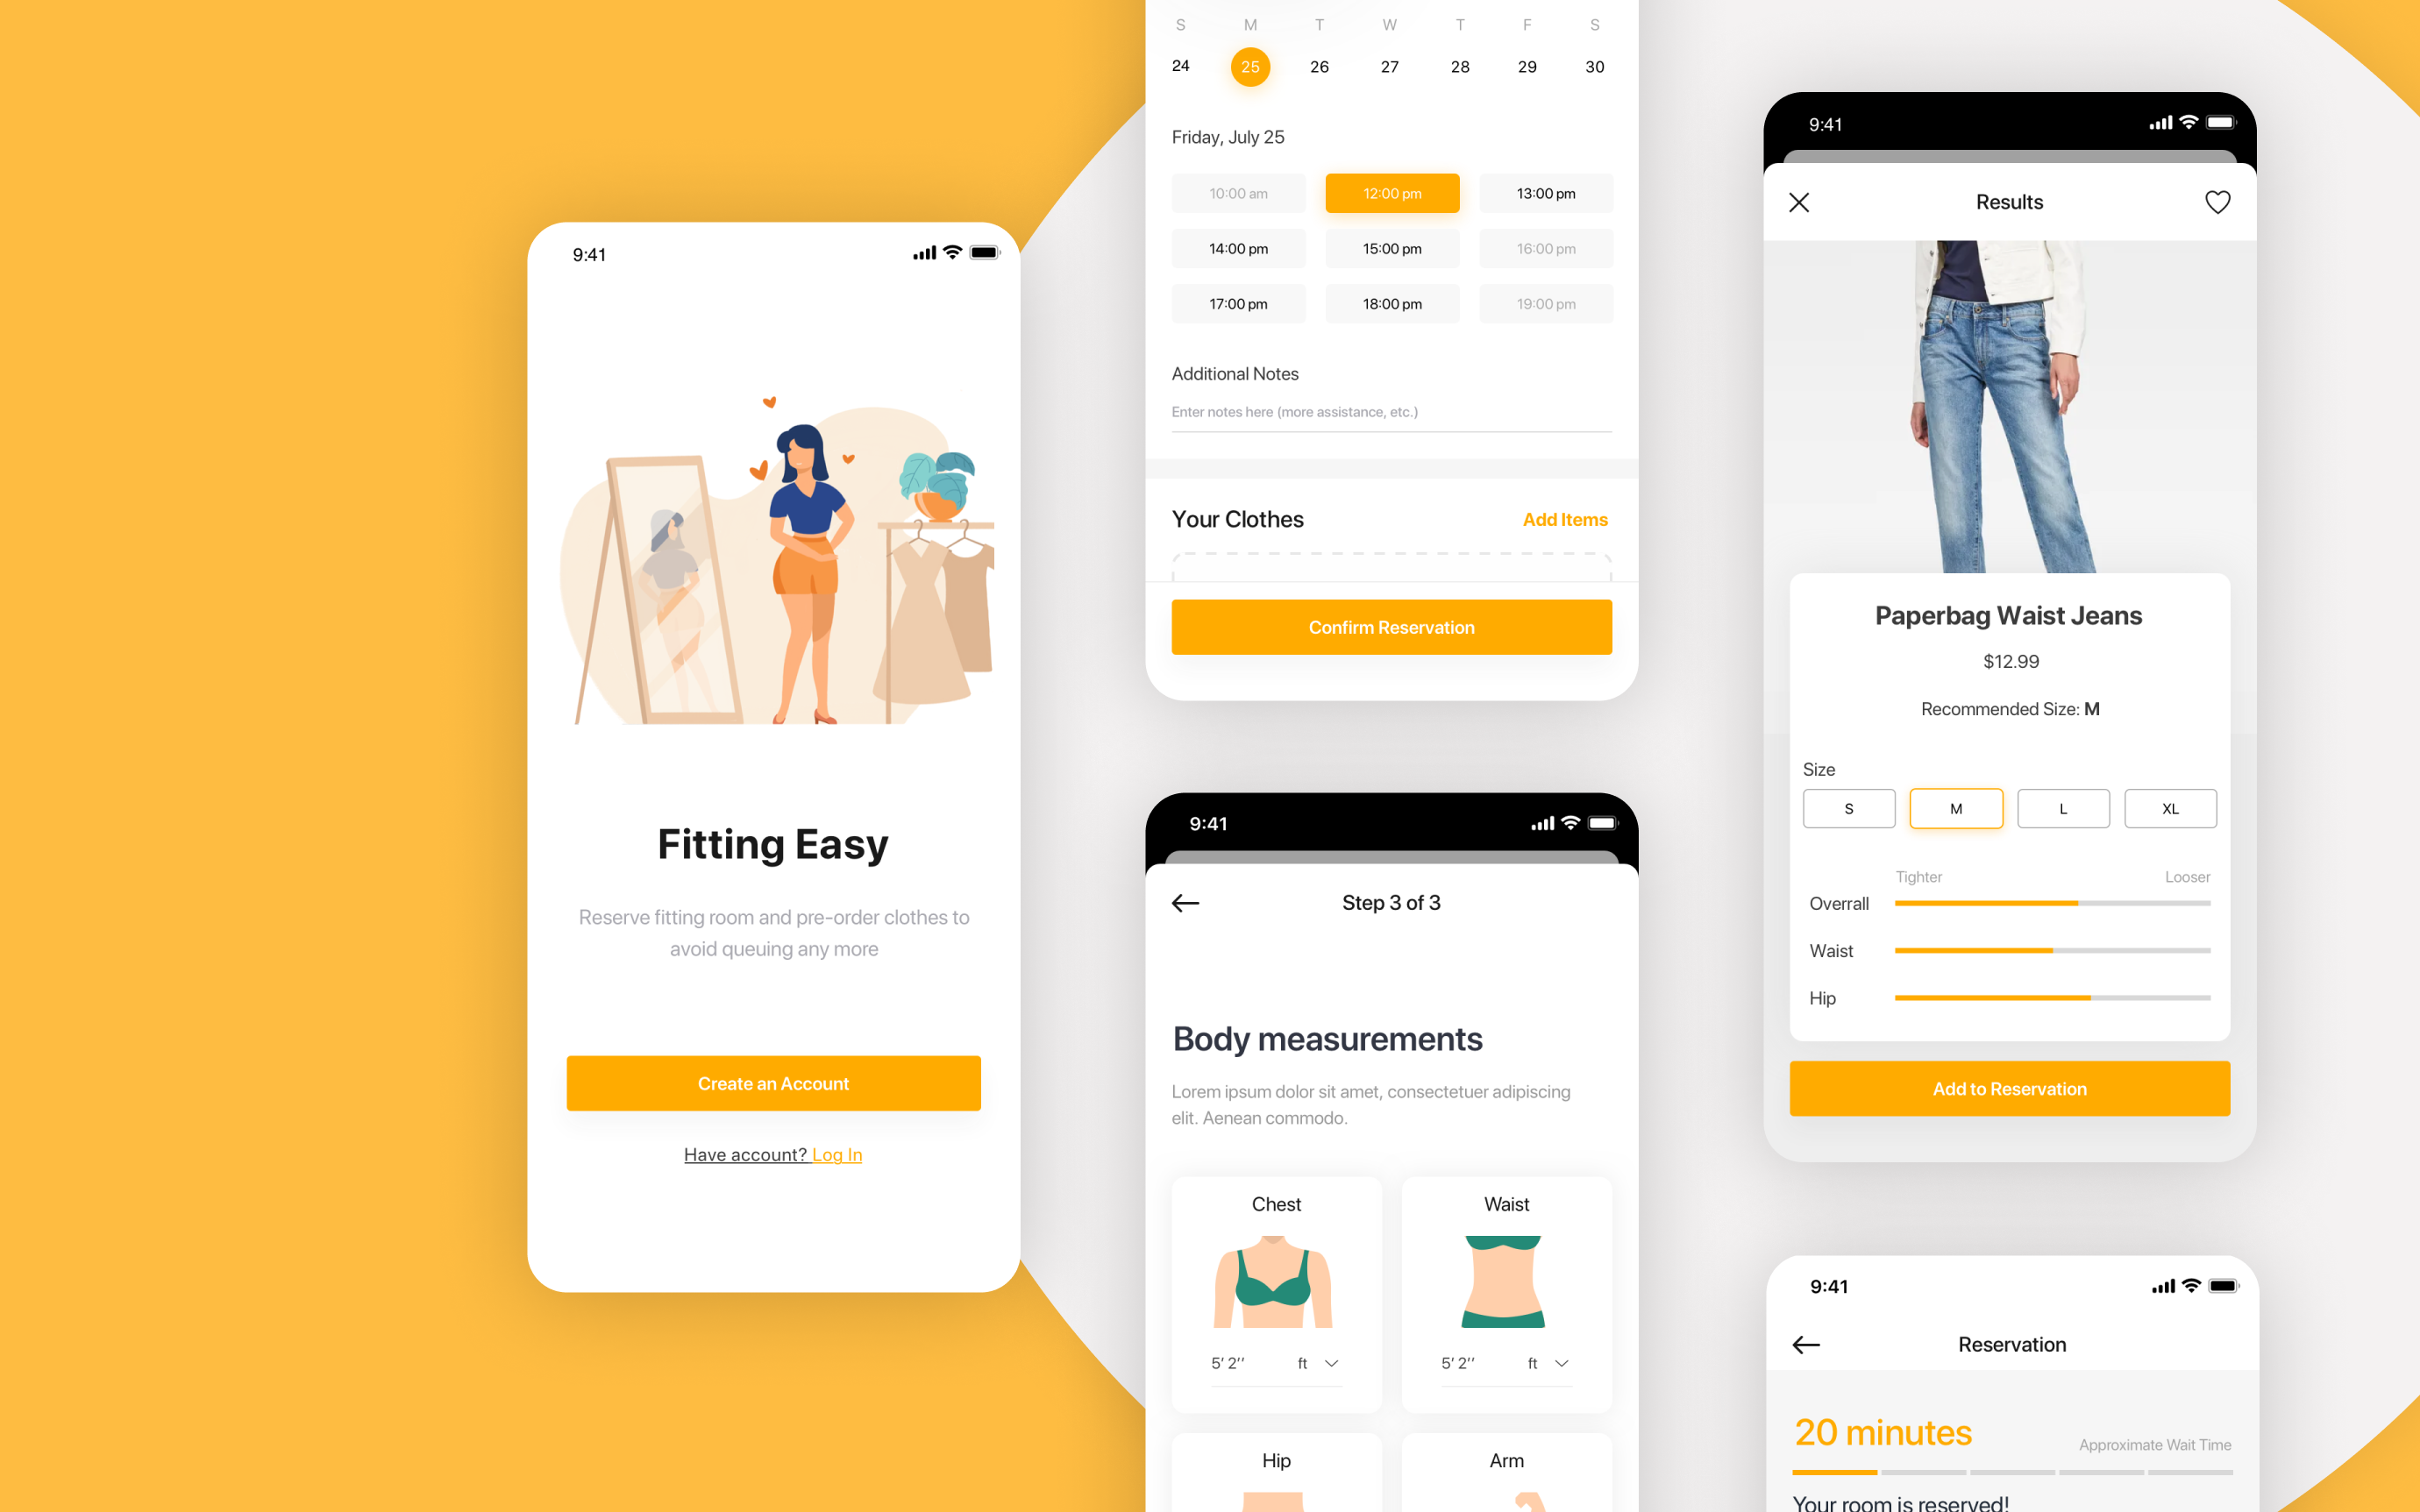 9:41
Fitting Easy
Reserve fitting room and pre-order clothes to
avoid queuing any more
Create an Account
Have account? Log In
S M T W T F S
24 25 26 27 28 29 30
Friday, July 25
10:00 am 12:00 pm 13:00 pm
14:00 pm 15:00 pm 16:00 pm
17:00 pm 18:00 pm 19:00 pm
Additional Notes
Enter notes here (more assistance, etc.)
Your Clothes Add Items
Confirm Reservation
9:41
Step 3 of 3
Body measurements
Lorem ipsum dolor sit amet, consectetuer adipiscing
elit. Aenean commodo.
Chest Waist
5' 2'' ft 5' 2'' ft
Hip Arm
9:41
Results
Paperbag Waist Jeans
$12.99
Recommended Size: M
Size
S M L XL
Tighter Looser
Overrall
Waist
Hip
Add to Reservation
9:41
Reservation
20 minutes Approximate Wait Time
Your room is reserved!